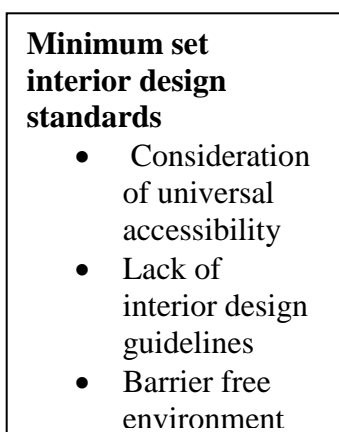 Minimum set
interior design
standards
• Consideration
of universal
accessibility
• Lack of
interior design
guidelines
• Barrier free
environment